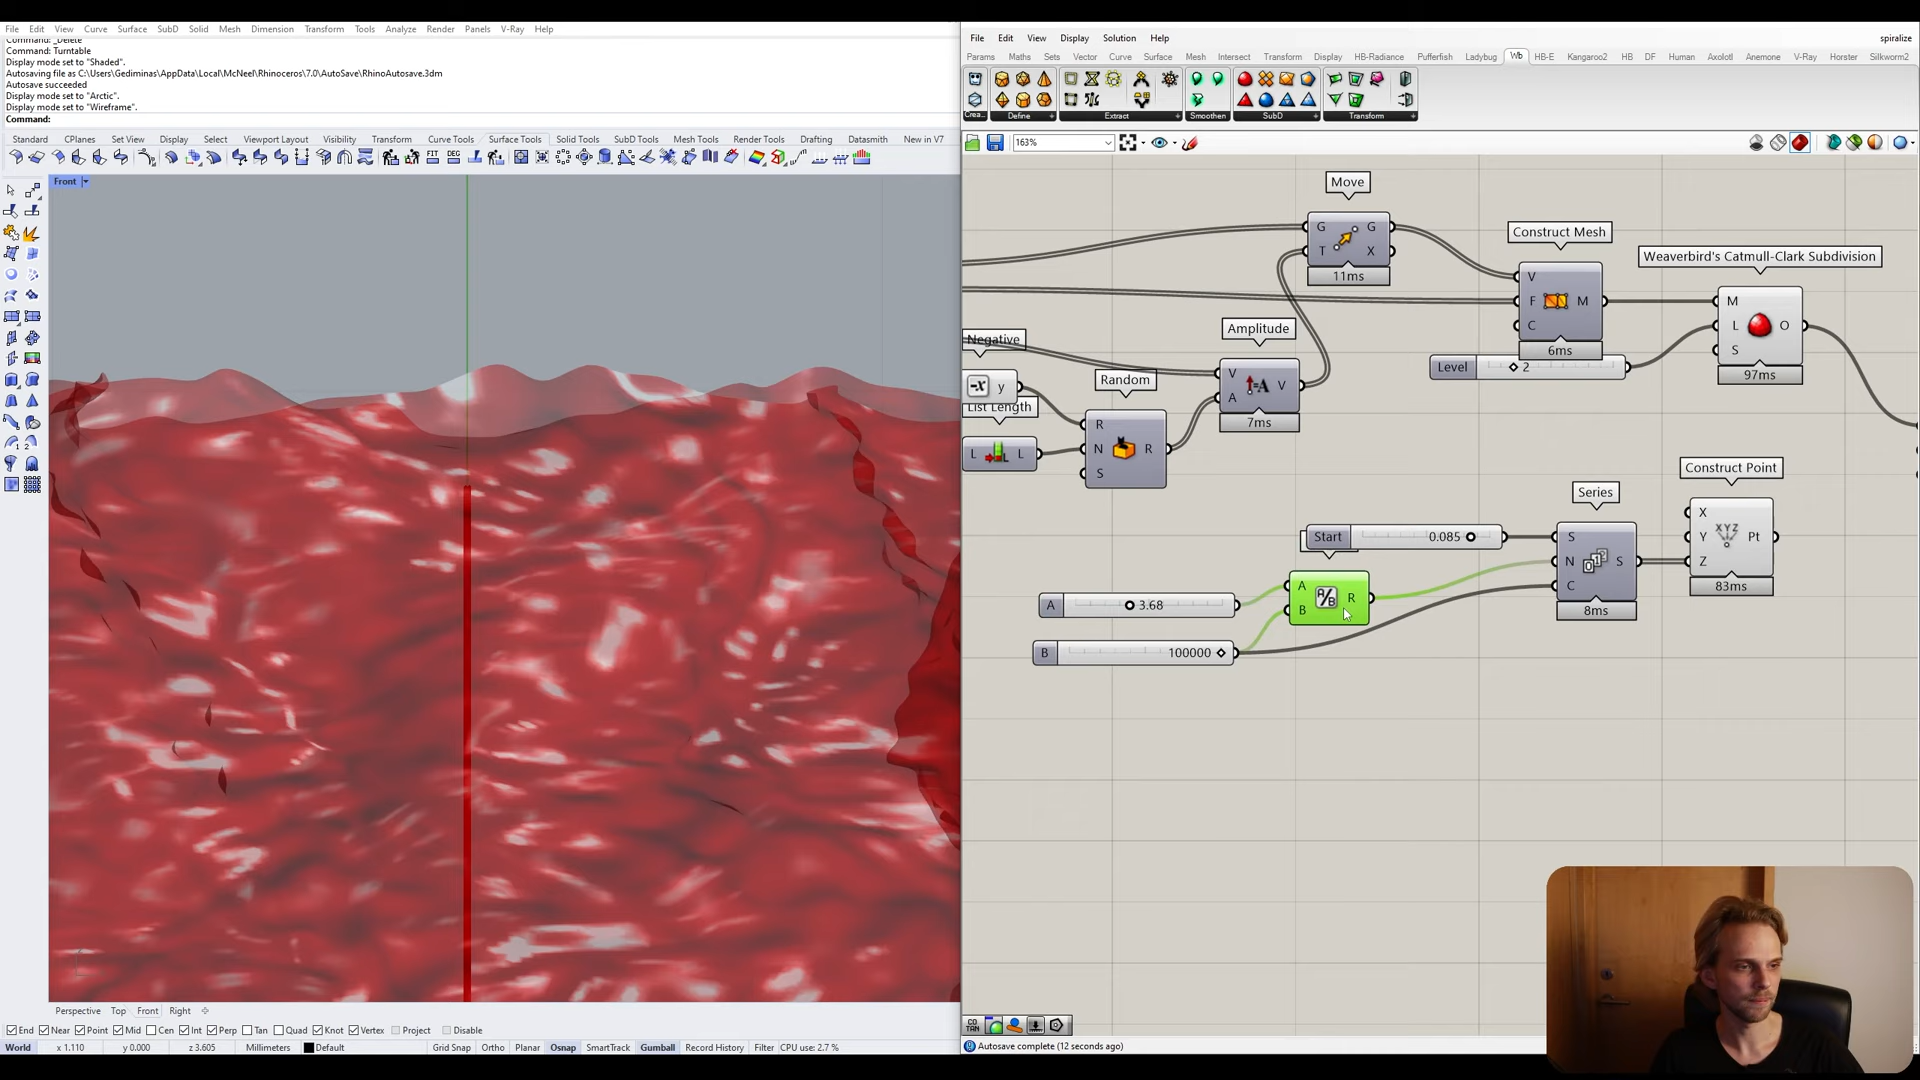 File Edit View Curve Surface SubD Solid Mesh Dimension Transform Tools Analyze Render Panels V-Ray Help
Command: _Delete
Command: Turntable
Display mode set to "Shaded".
Autosaving file as C:\Users\Gediminas\AppData\Local\McNeel\Rhinoceros\7.0\AutoSave\RhinoAutosave.3dm
Autosave succeeded
Display mode set to "Arctic".
Display mode set to "Wireframe".
Command:
Standard CPlanes Set View Display Select Viewport Layout Visibility Transform Curve Tools Surface Tools Solid Tools SubD Tools Mesh Tools Render Tools Drafting Datasmith New in V7
Front
Perspective Top Front Right
End Near Point Mid Cen Int Perp Tan Quad Knot Vertex Project Disable
World x 1.110 y 0.000 z 3.605 Millimeters Default Grid Snap Ortho Planar Osnap SmartTrack Gumball Record History Filter CPU use: 2.7 %
File Edit View Display Solution Help spiralize
Params Maths Sets Vector Curve Surface Mesh Intersect Transform Display HB-Radiance Pufferfish Ladybug Wb HB-E Kangaroo2 HB DF Human Axolotl Anemone V-Ray Horster Silkworm2
Crea... Define Extract Smoothen SubD Transform
163%
Move
G G
T X
11ms
Construct Mesh
V
F M
C
6ms
Weaverbird's Catmull-Clark Subdivision
M
L O
S
97ms
Level 2
Negative
-x y
List Length
L L
Random
R
N R
S
Amplitude
V V
A
7ms
Start 0.085
Series
S
N S
C
8ms
Construct Point
X
Y Pt
Z
83ms
A 3.68
B 100000
A R
B
A/B
XYZ
Autosave complete (12 seconds ago)